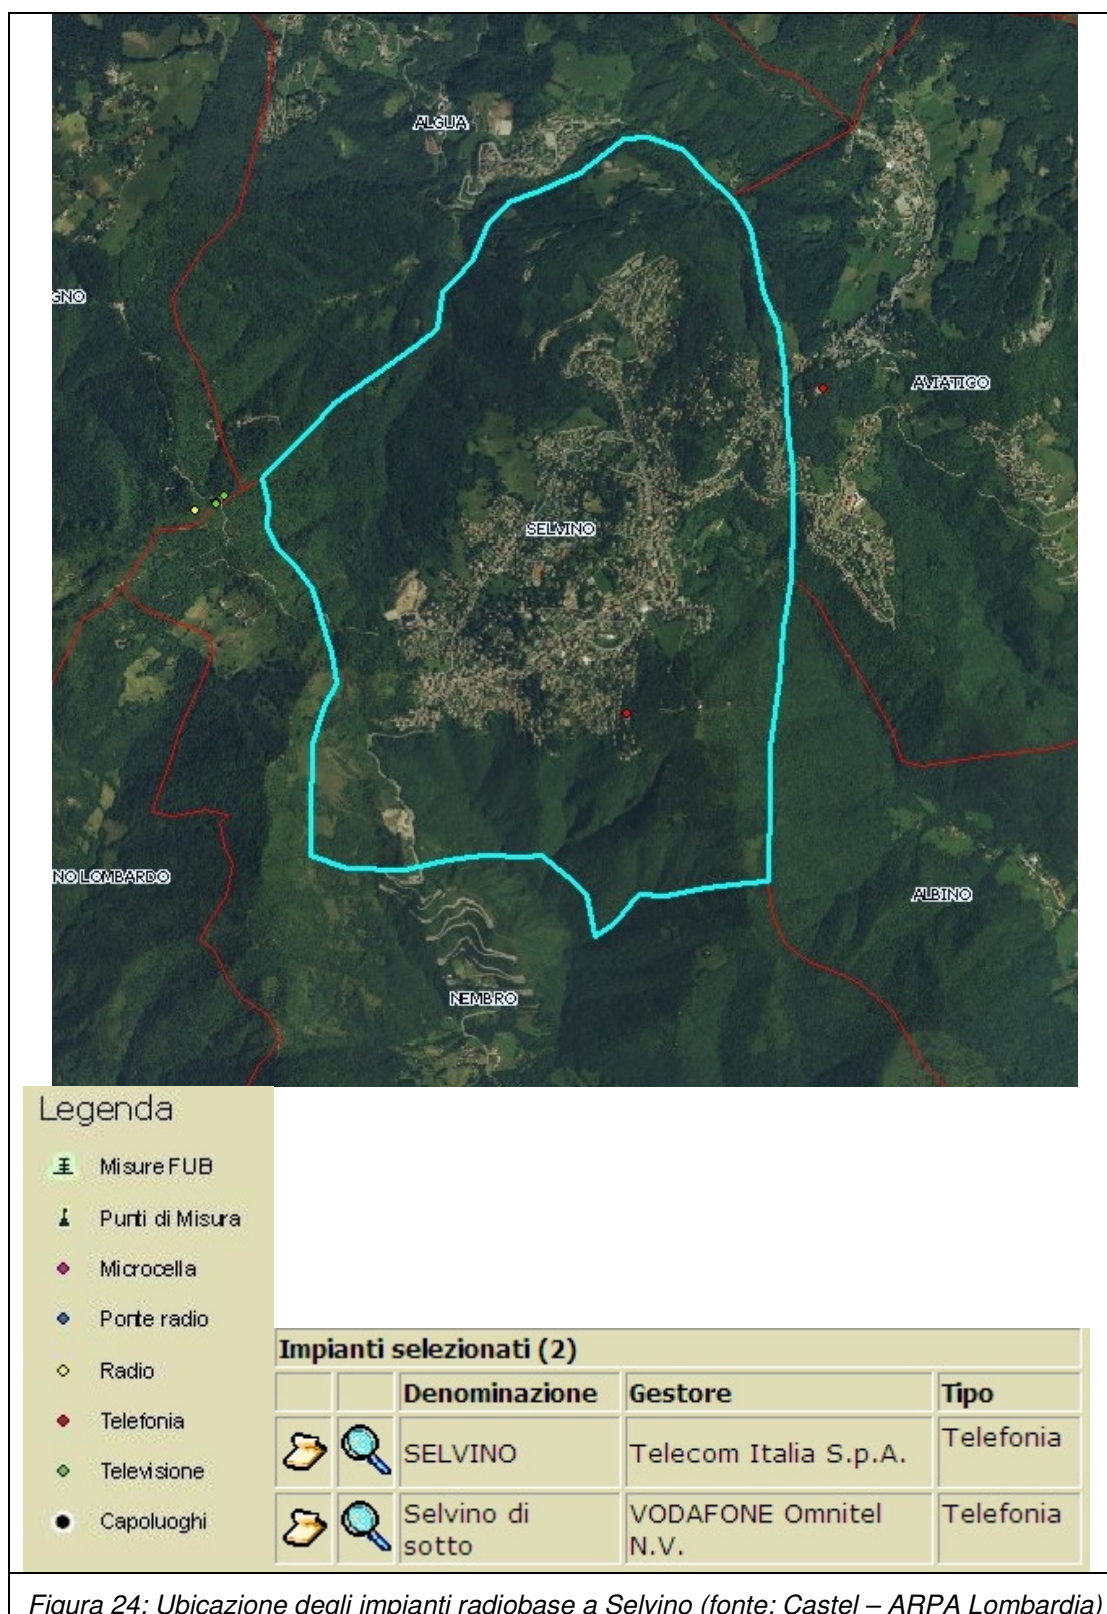 ALGUA
GNO
AVIATICO
SELVINO
NO LOMBARDO
ALBINO
NEMBRO
Legenda
Misure FUB
Punti di Misura
Microcella
Ponte radio
Radio
Telefonia
Televisione
Capoluoghi
Impianti selezionati (2)
Denominazione Gestore Tipo
SELVINO Telecom Italia S.p.A. Telefonia
Selvino di sotto VODAFONE Omnitel N.V. Telefonia
Figura 24: Ubicazione degli impianti radiobase a Selvino (fonte: Castel – ARPA Lombardia)